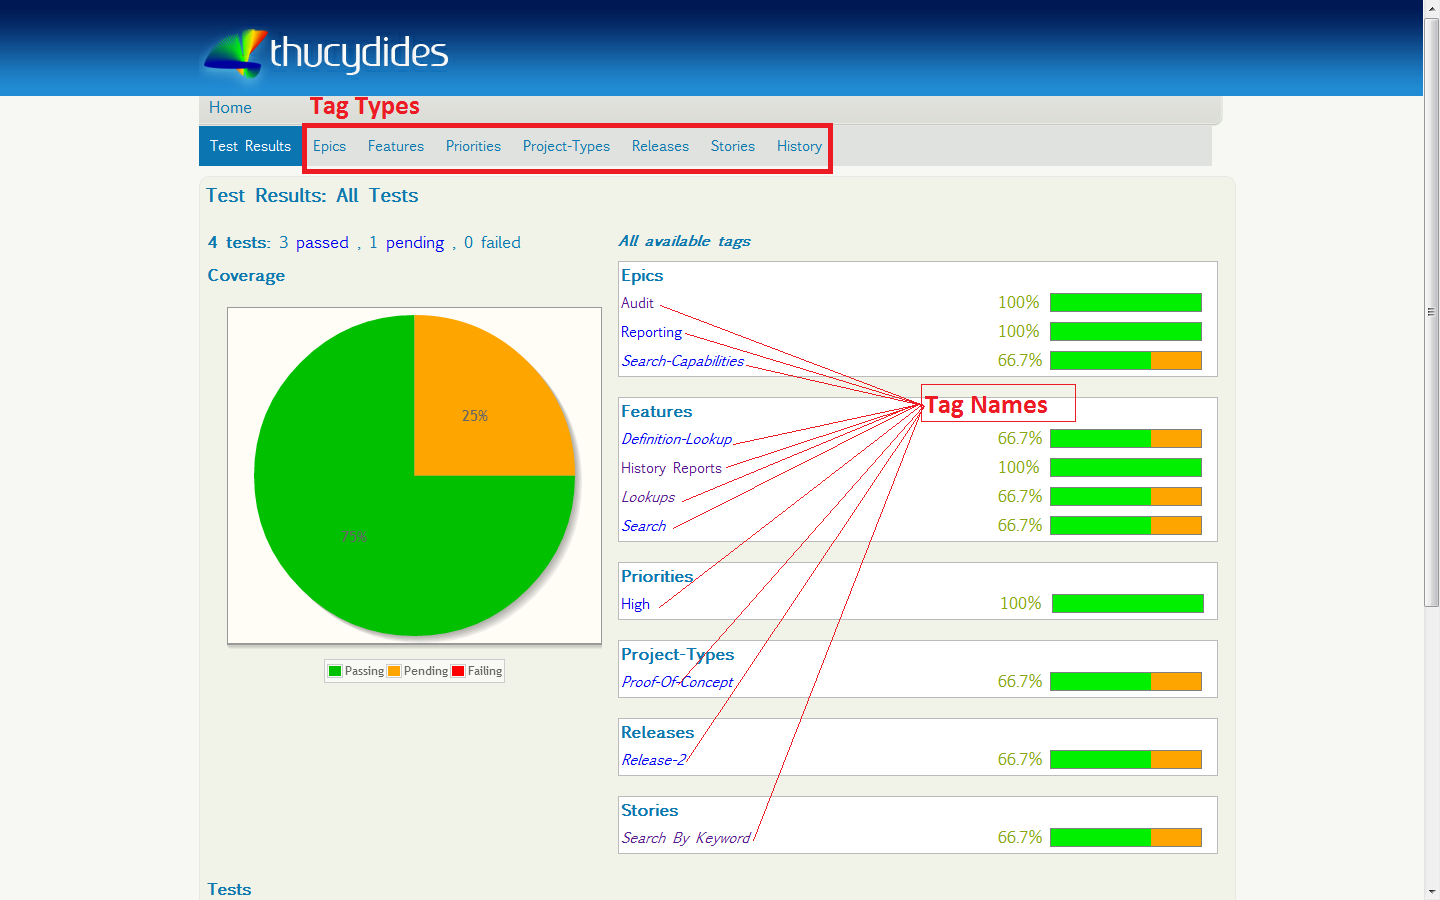 thucydides
Home
Tag Types
Test Results Epics Features Priorities Project-Types Releases Stories History
Test Results: All Tests
4 tests: 3 passed , 1 pending , 0 failed
Coverage
25%
75%
Passing Pending Failing
All available tags
Epics
Audit 100%
Reporting 100%
Search-Capabilities 66.7%
Tag Names
Features
Definition-Lookup 66.7%
History Reports 100%
Lookups 66.7%
Search 66.7%
Priorities
High 100%
Project-Types
Proof-Of-Concept 66.7%
Releases
Release-2 66.7%
Stories
Search By Keyword 66.7%
Tests